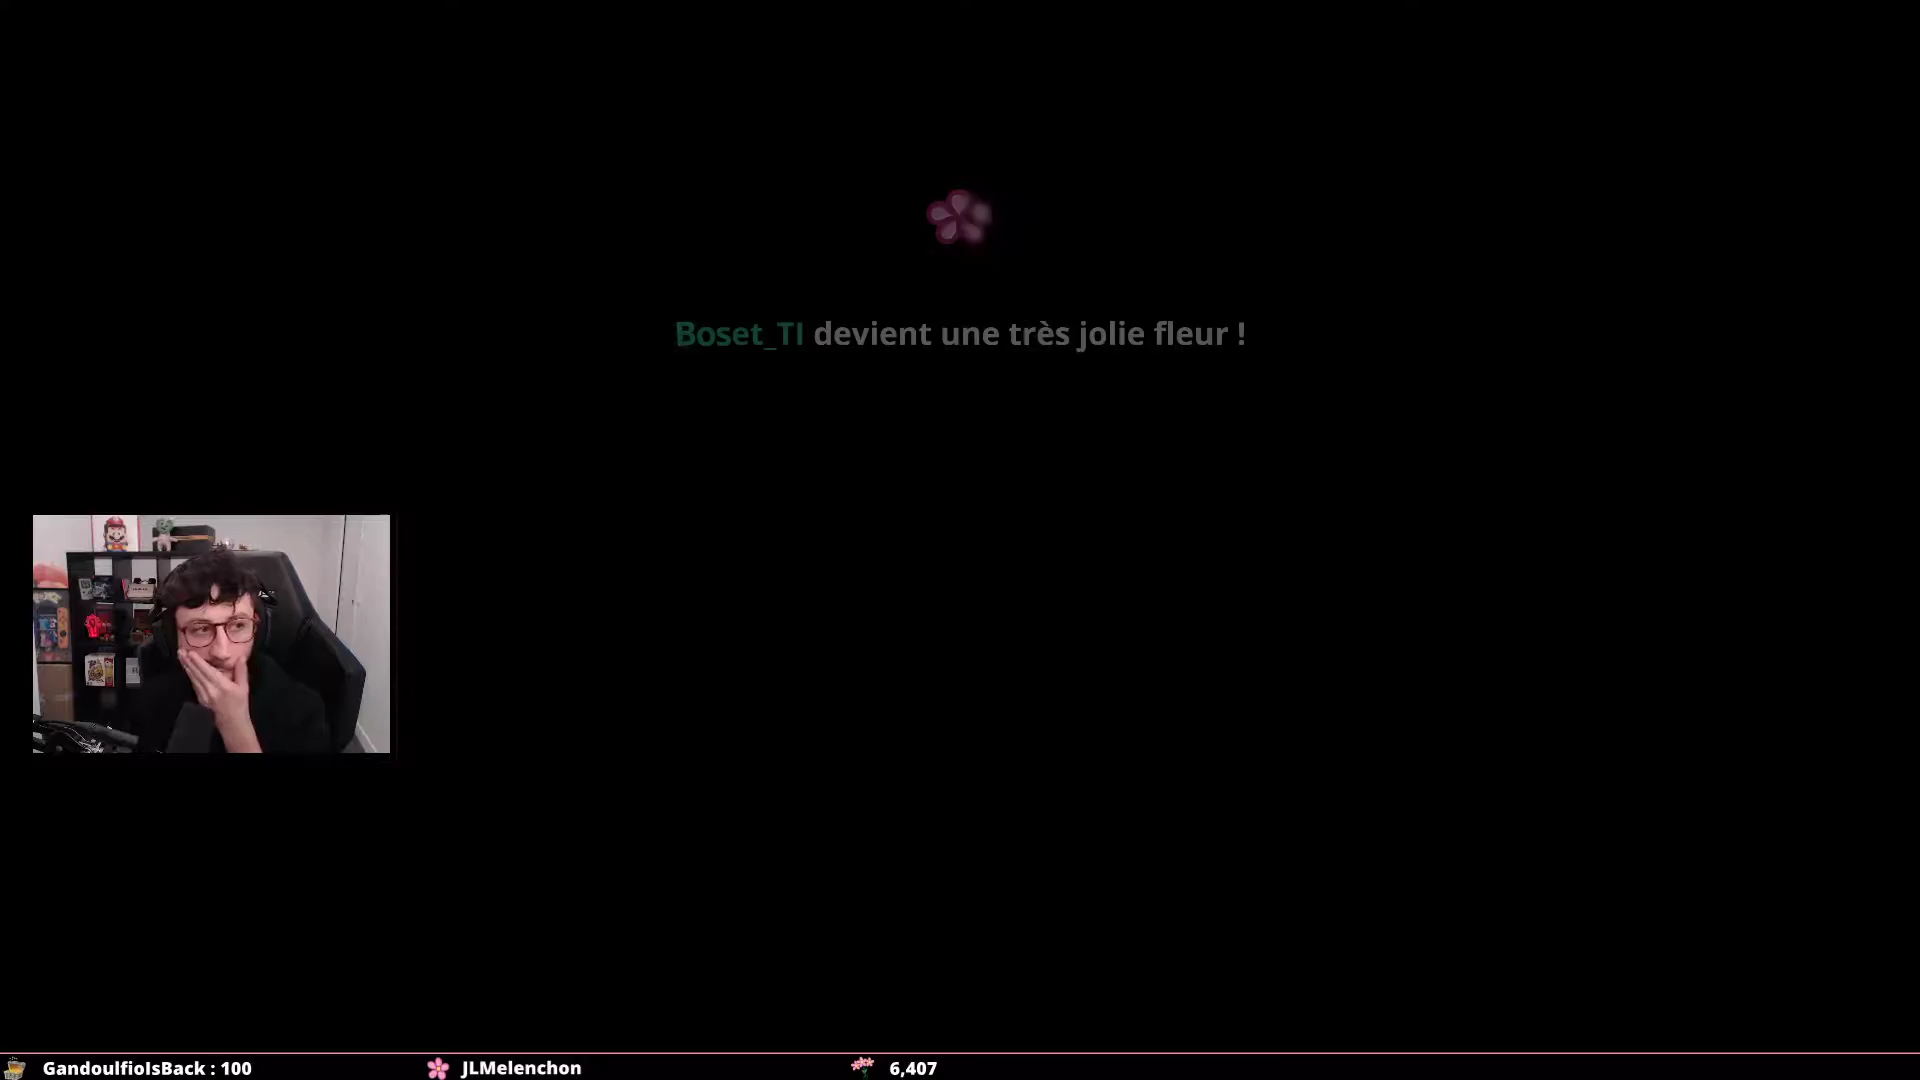 Boset_TI devient une très jolie fleur !
GandoulfioIsBack : 100
JLMelenchon
6,407